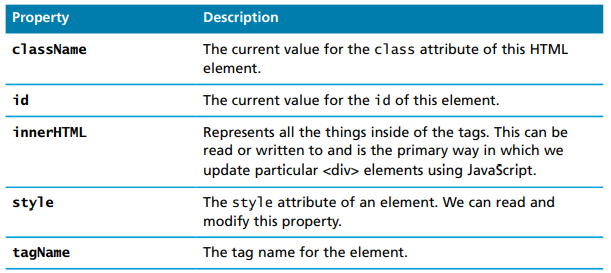 Property Description
className The current value for the class attribute of this HTML
element.
id The current value for the id of this element.
innerHTML Represents all the things inside of the tags. This can be
read or written to and is the primary way in which we
update particular <div> elements using JavaScript.
style The style attribute of an element. We can read and
modify this property.
tagName The tag name for the element.